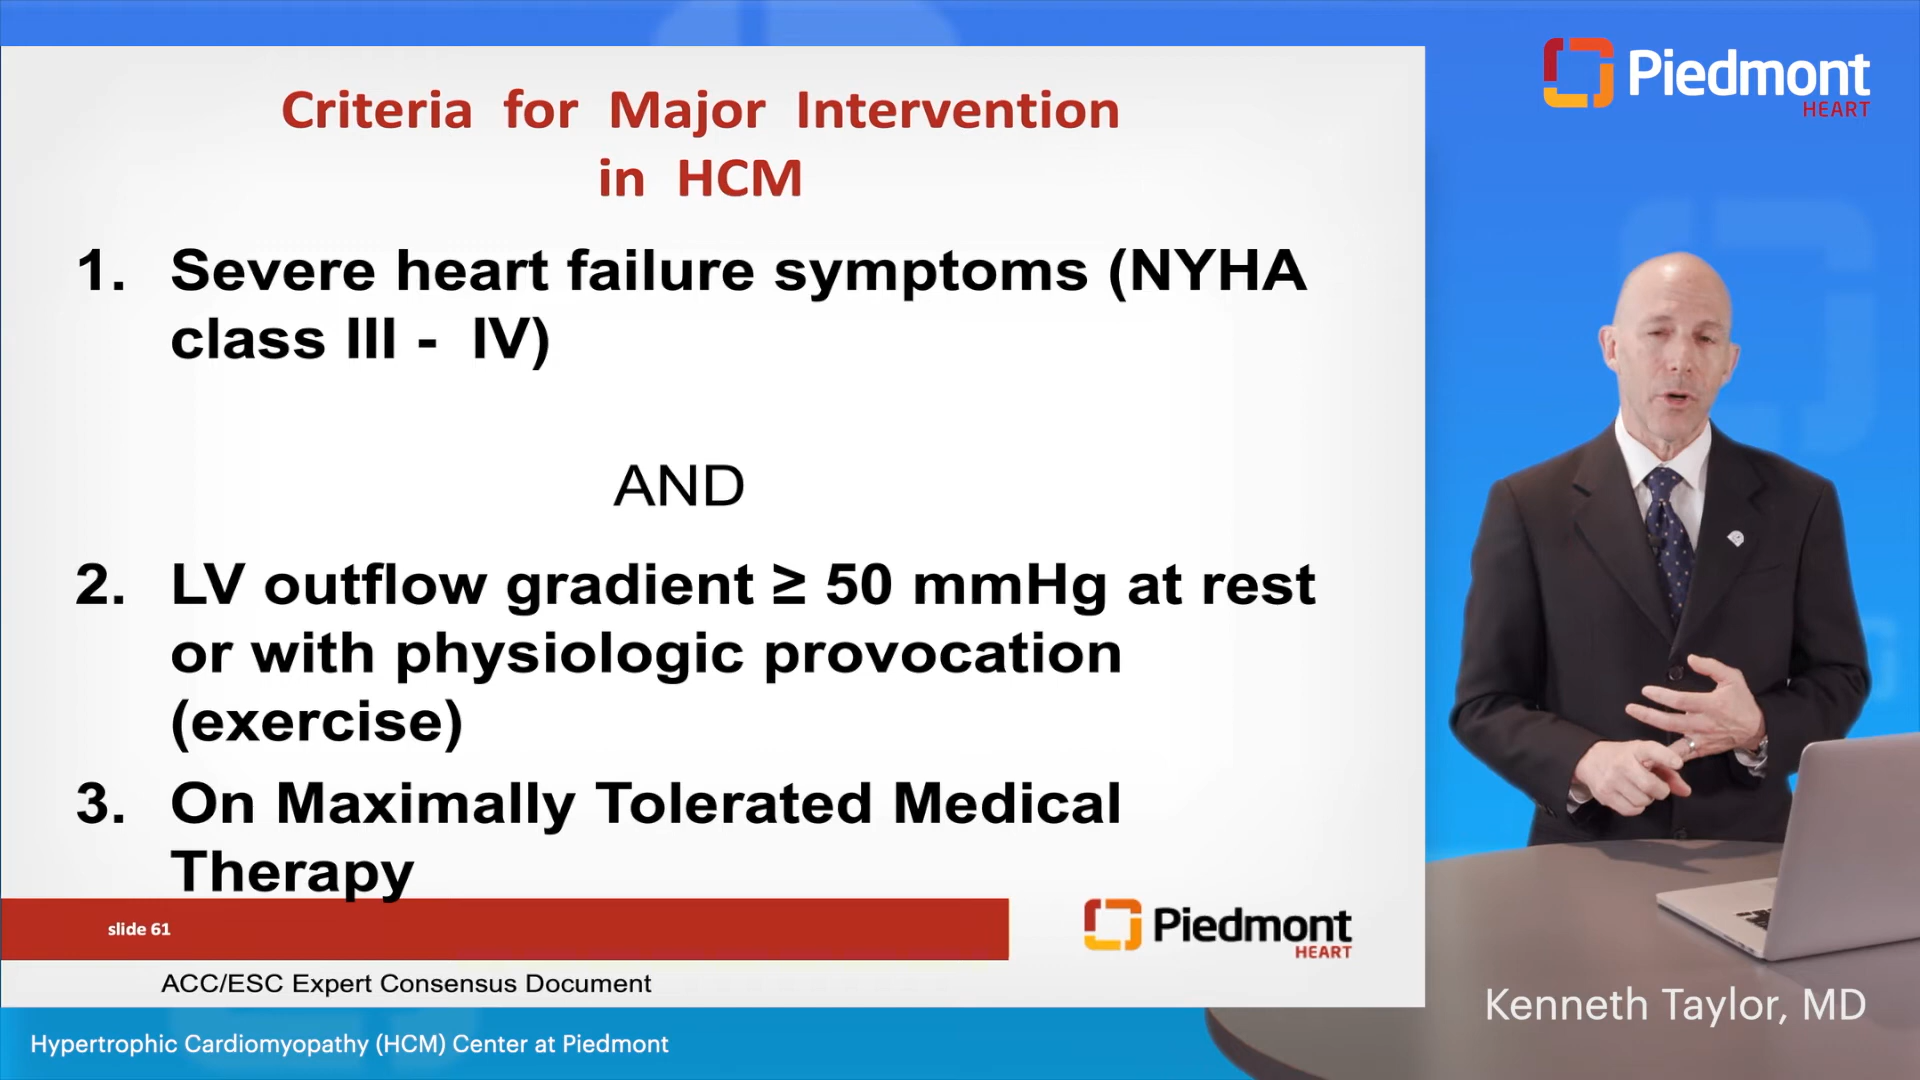 Piedmont
HEART
Criteria for Major Intervention
in HCM
1. Severe heart failure symptoms (NYHA
class III - IV)
AND
2. LV outflow gradient ≥ 50 mmHg at rest
or with physiologic provocation
(exercise)
3. On Maximally Tolerated Medical
Therapy
slide 61
Piedmont
HEART
ACC/ESC Expert Consensus Document
Kenneth Taylor, MD
Hypertrophic Cardiomyopathy (HCM) Center at Piedmont